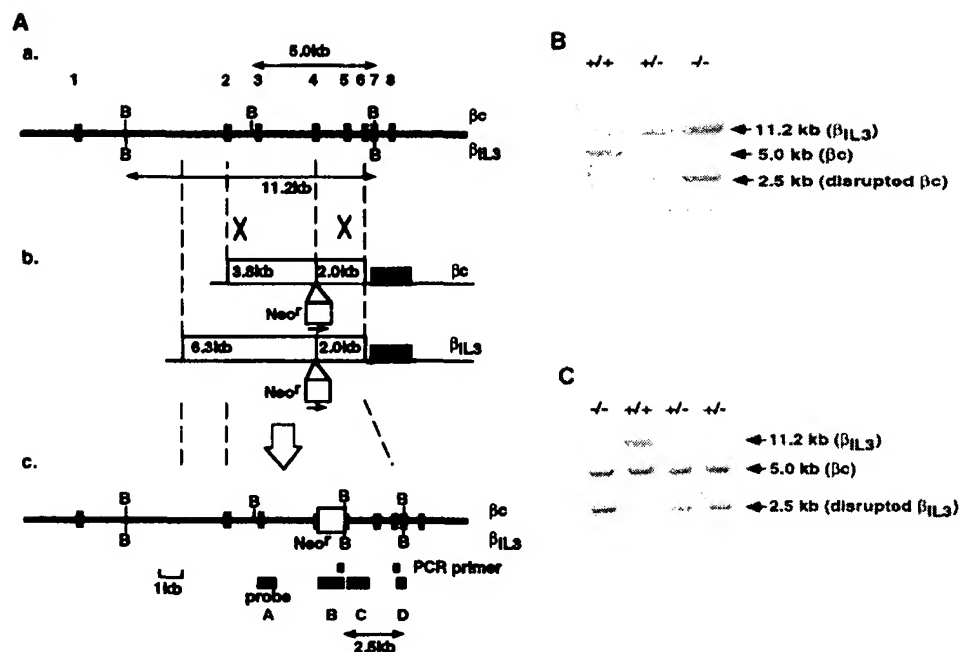 A
a.
5.0kb
1 2 3 4 5 6 7 8
B B B
βc
B B
βIL3
11.2kb
X X
b.
3.8kb 2.0kb βc
Neoʳ
6.3kb 2.0kb βIL3
Neoʳ
c.
B B B B
βc
B Neoʳ B B
βIL3
PCR primer
1kb
probe
A B C D
2.5kb
B
+/+ +/- -/-
11.2 kb (βIL3)
5.0 kb (βc)
2.5 kb (disrupted βc)
C
-/- +/+ +/- +/-
11.2 kb (βIL3)
5.0 kb (βc)
2.5 kb (disrupted βIL3)